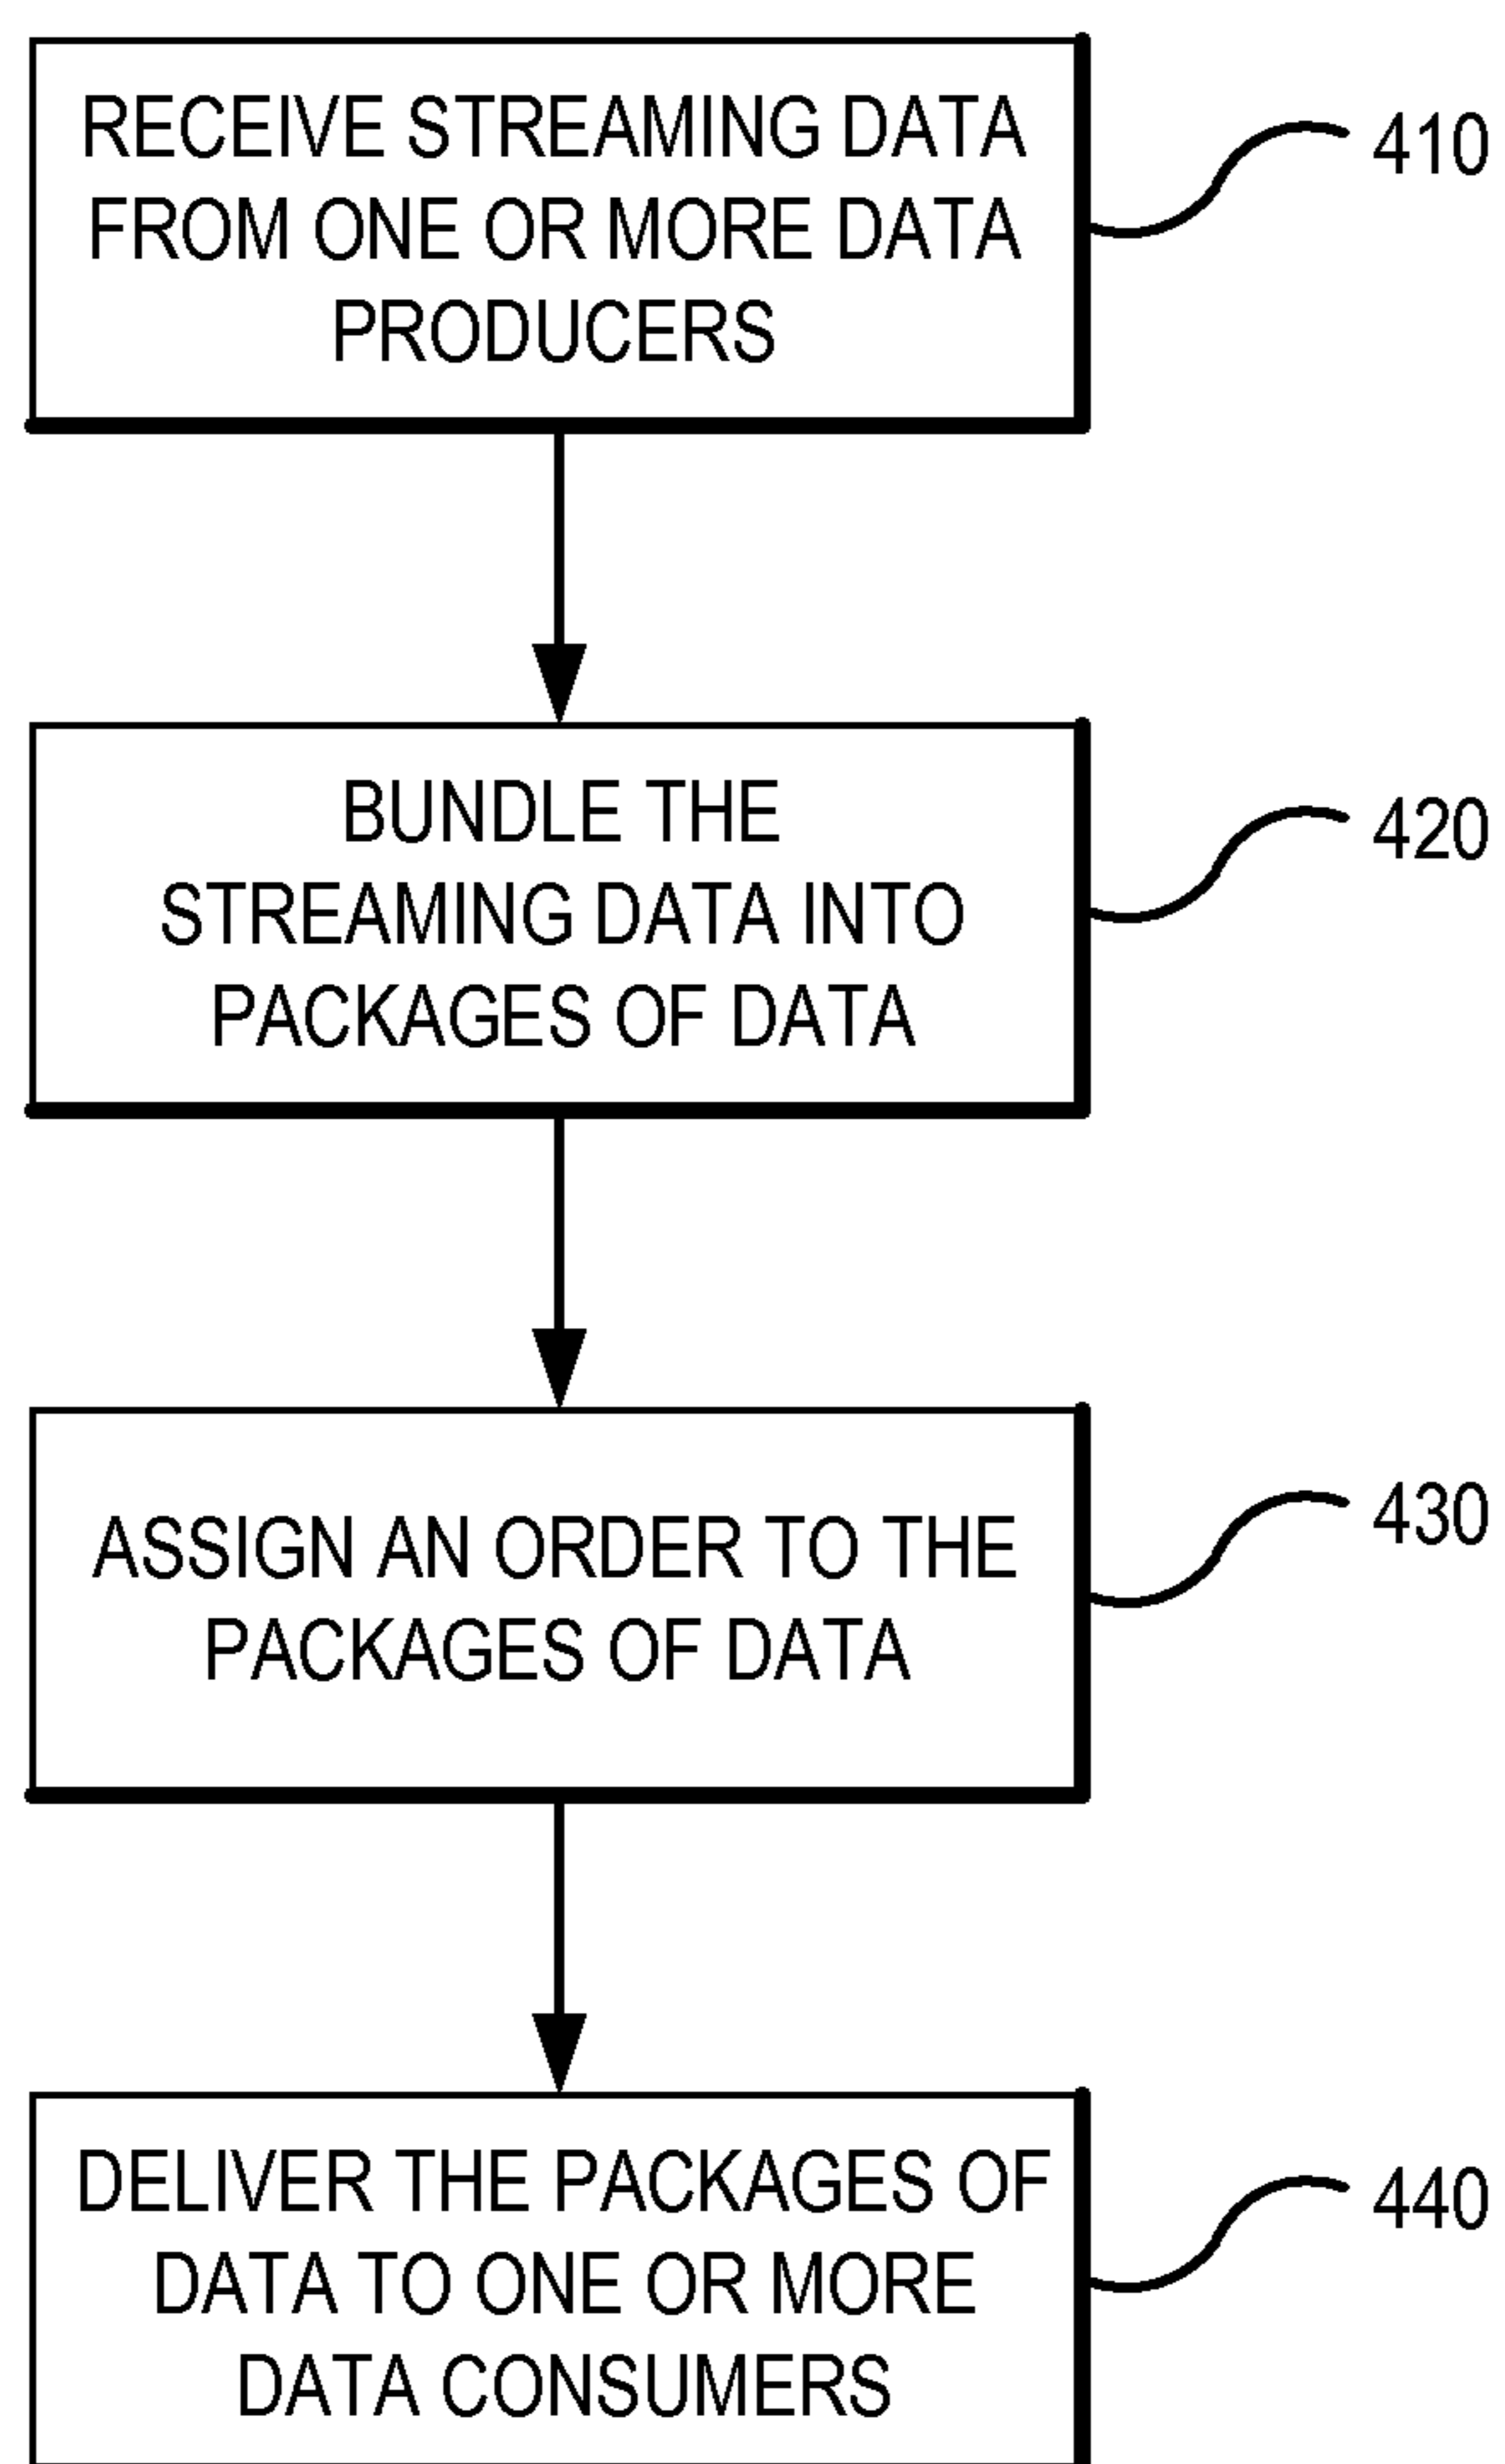 RECEIVE STREAMING DATA
FROM ONE OR MORE DATA
PRODUCERS
410
BUNDLE THE
STREAMING DATA INTO
PACKAGES OF DATA
420
ASSIGN AN ORDER TO THE
PACKAGES OF DATA
430
DELIVER THE PACKAGES OF
DATA TO ONE OR MORE
DATA CONSUMERS
440